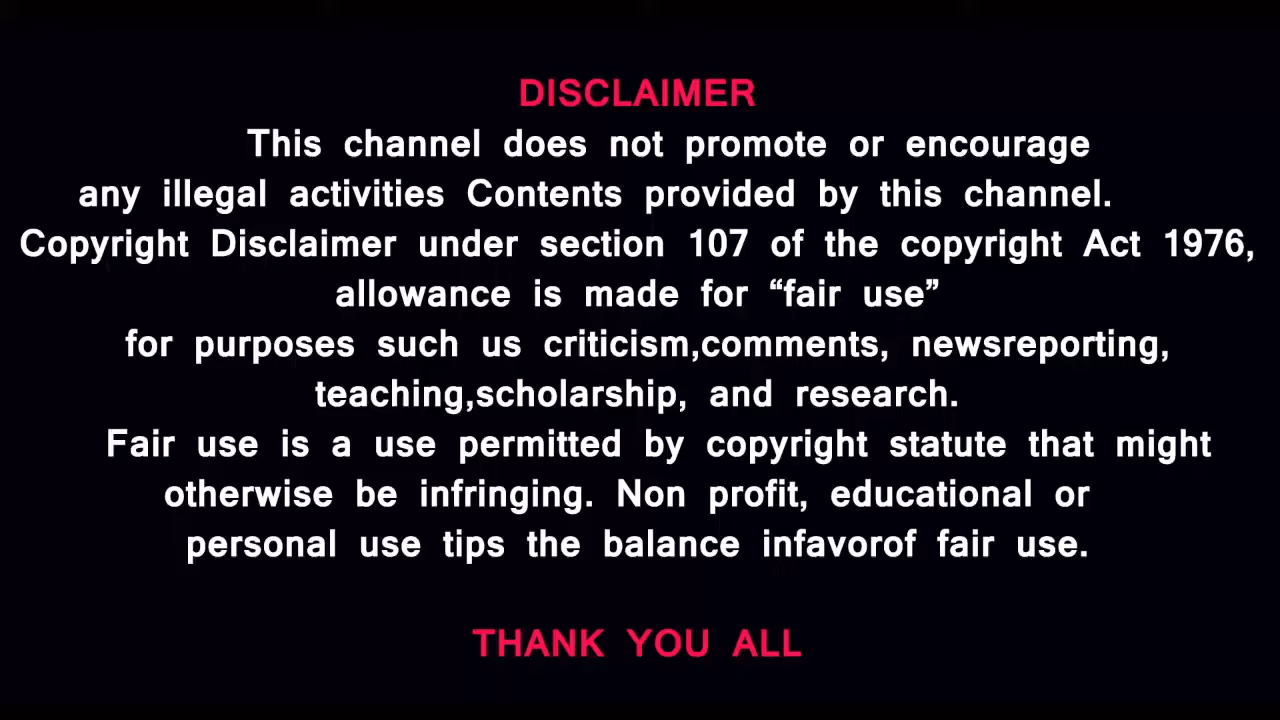 DISCLAIMER
This channel does not promote or encourage
any illegal activities Contents provided by this channel.
Copyright Disclaimer under section 107 of the copyright Act 1976,
allowance is made for “fair use”
for purposes such us criticism,comments, newsreporting,
teaching,scholarship, and research.
Fair use is a use permitted by copyright statute that might
otherwise be infringing. Non profit, educational or
personal use tips the balance infavorof fair use.
THANK YOU ALL